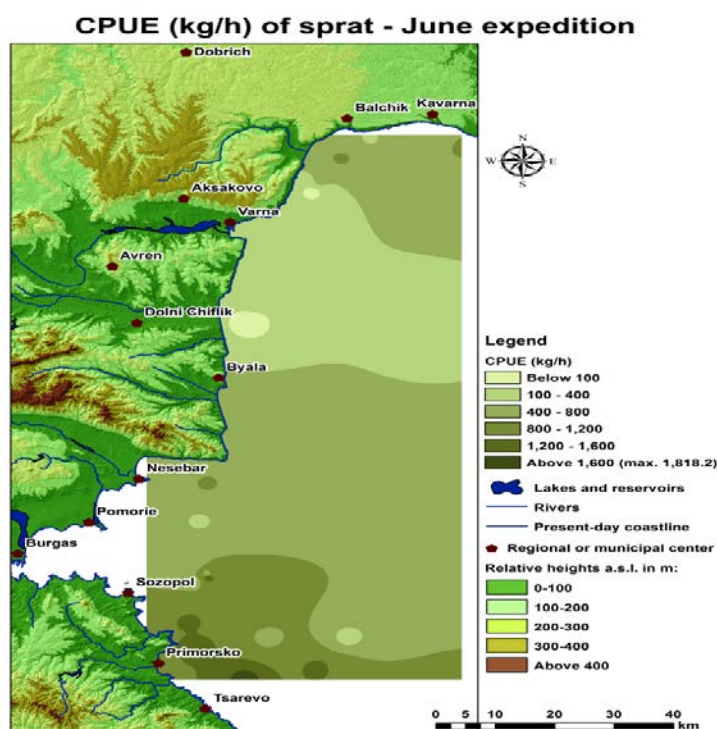 CPUE (kg/h) of sprat - June expedition
Dobrich
Balchik
Kavarna
N
W E
S
Aksakovo
Varna
Avren
Dolni Chiflik
Byala
Nesebar
Pomorie
Burgas
Sozopol
Primorsko
Tsarevo
Legend
CPUE (kg/h)
Below 100
100 - 400
400 - 800
800 - 1,200
1,200 - 1,600
Above 1,600 (max. 1,818.2)
Lakes and reservoirs
Rivers
Present-day coastline
Regional or municipal center
Relative heights a.s.l. in m:
0-100
100-200
200-300
300-400
Above 400
0 5 10 20 30 40
km